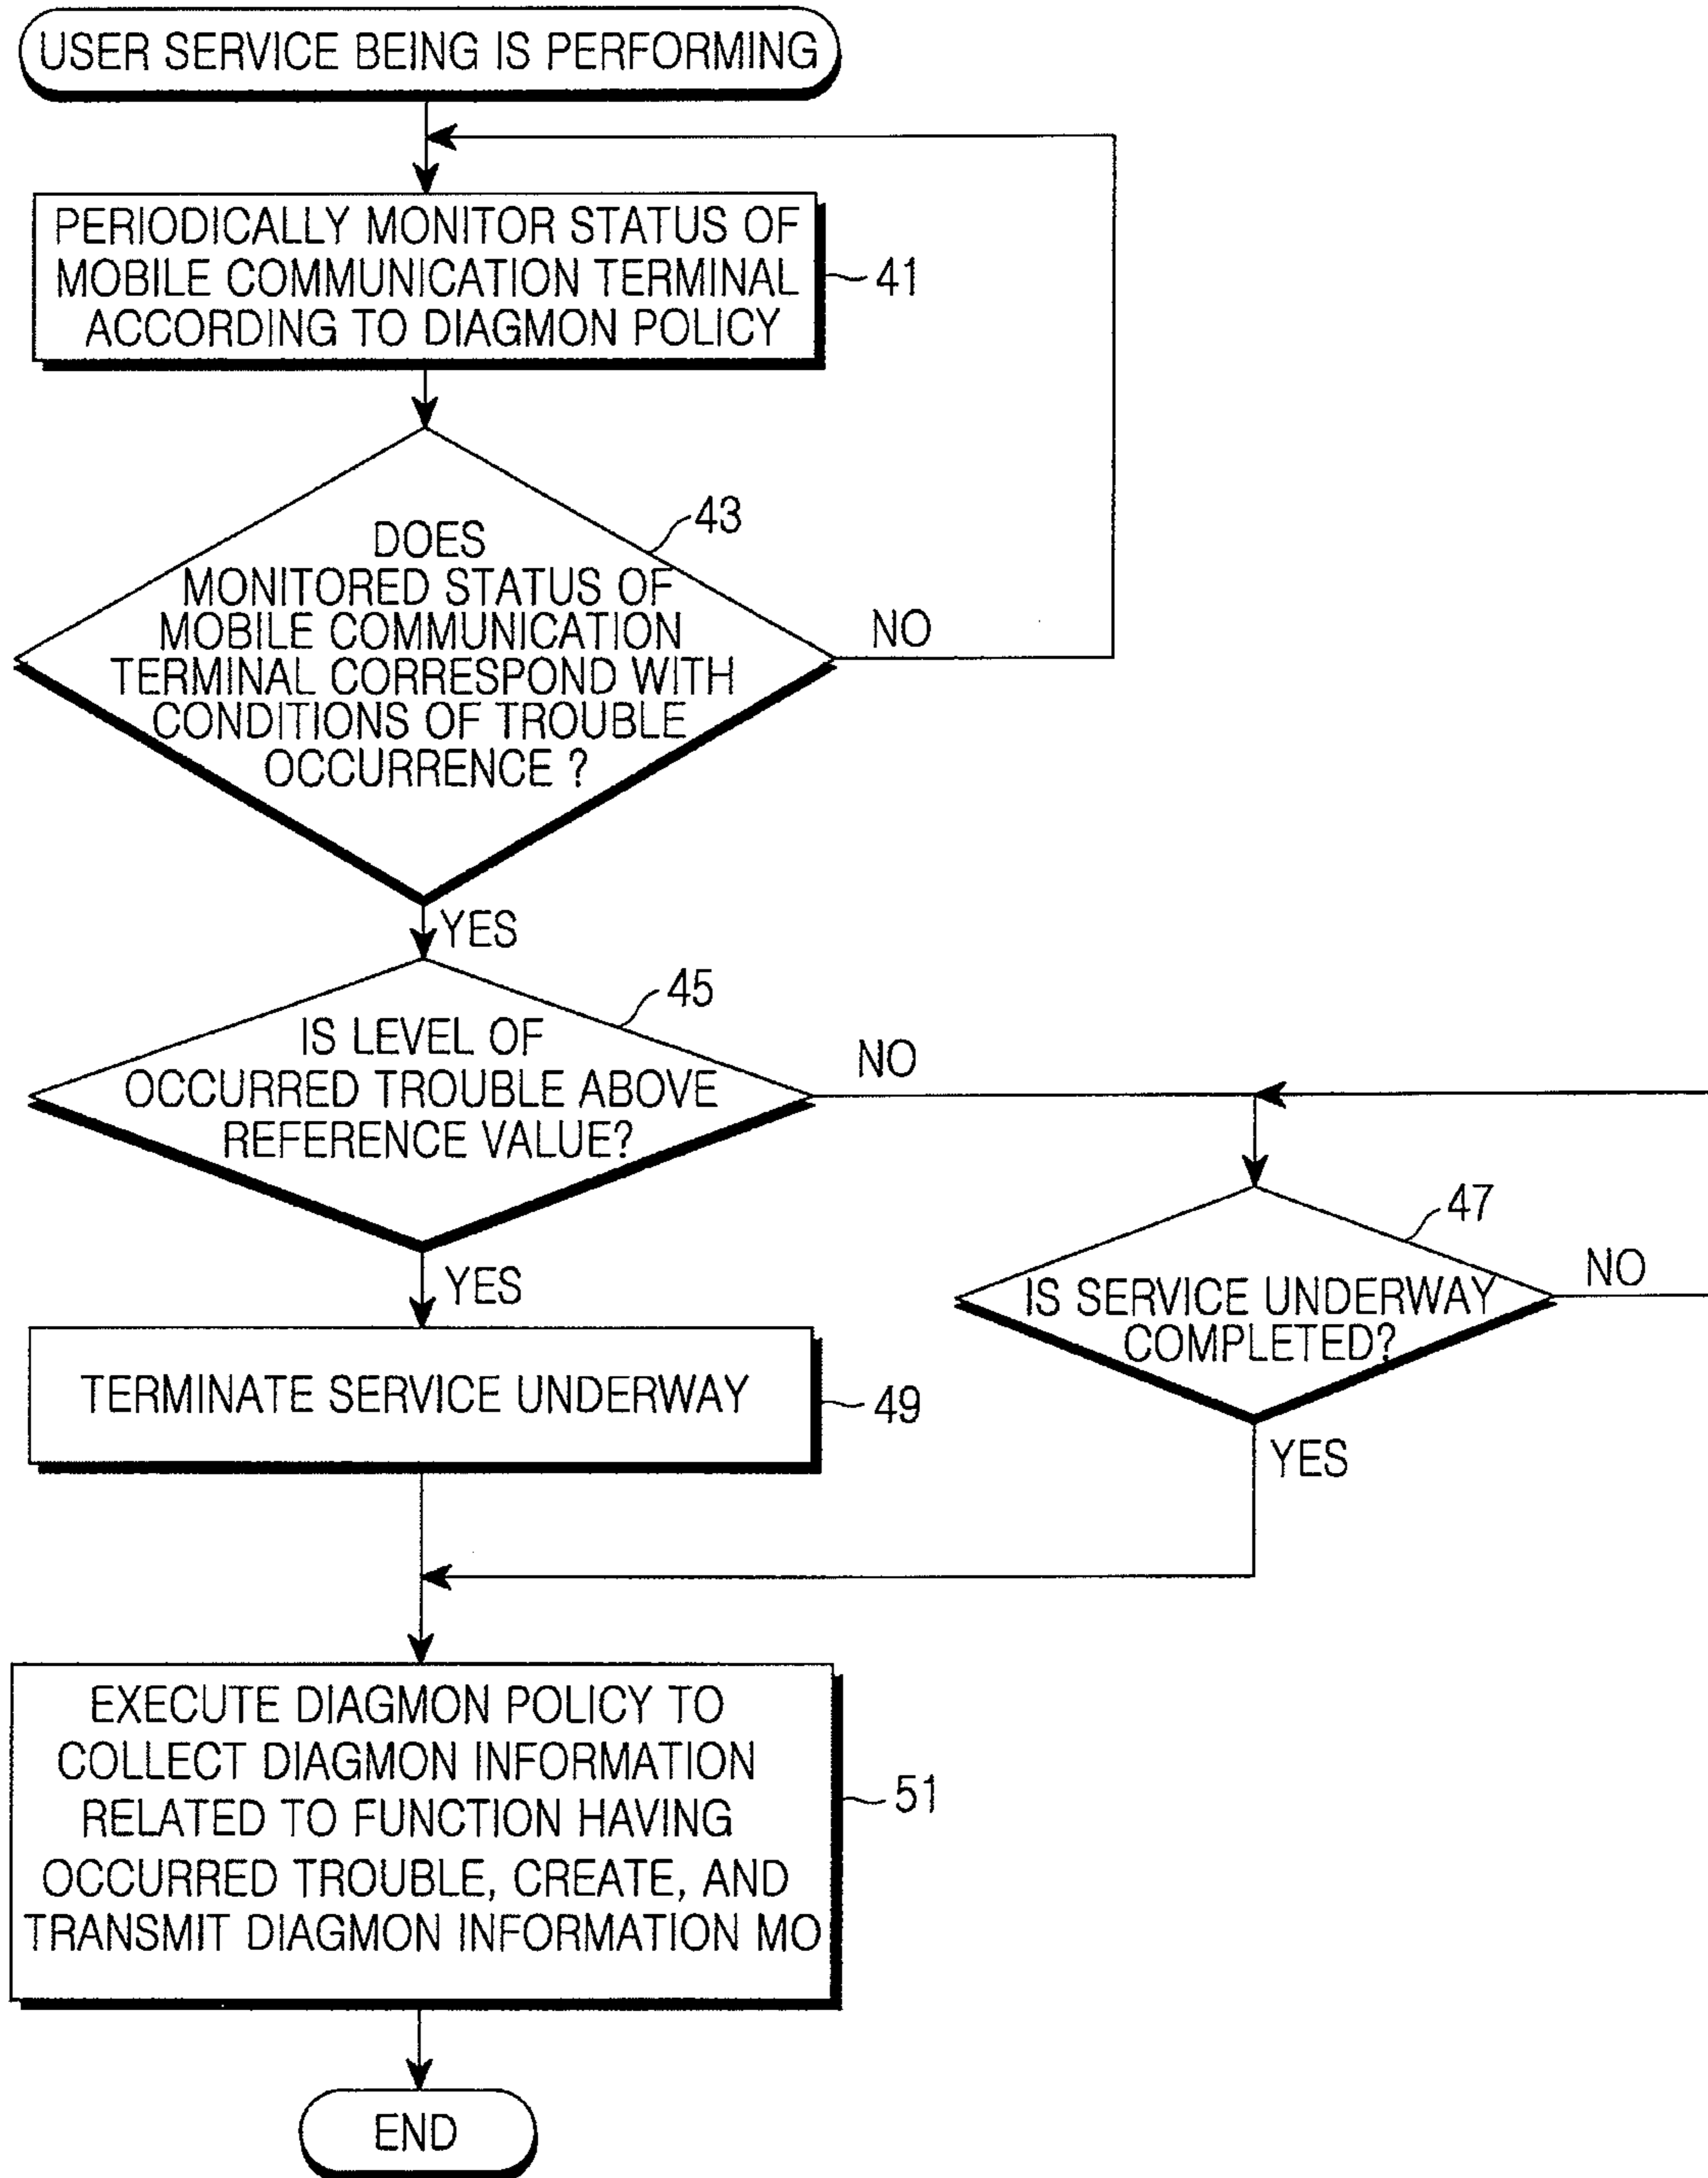 USER SERVICE BEING IS PERFORMING
PERIODICALLY MONITOR STATUS OF
MOBILE COMMUNICATION TERMINAL
ACCORDING TO DIAGMON POLICY
41
43
DOES
MONITORED STATUS OF
MOBILE COMMUNICATION
TERMINAL CORRESPOND WITH
CONDITIONS OF TROUBLE
OCCURRENCE ?
NO
YES
45
IS LEVEL OF
OCCURRED TROUBLE ABOVE
REFERENCE VALUE?
NO
YES
47
IS SERVICE UNDERWAY
COMPLETED?
NO
YES
TERMINATE SERVICE UNDERWAY
49
EXECUTE DIAGMON POLICY TO
COLLECT DIAGMON INFORMATION
RELATED TO FUNCTION HAVING
OCCURRED TROUBLE, CREATE, AND
TRANSMIT DIAGMON INFORMATION MO
51
END